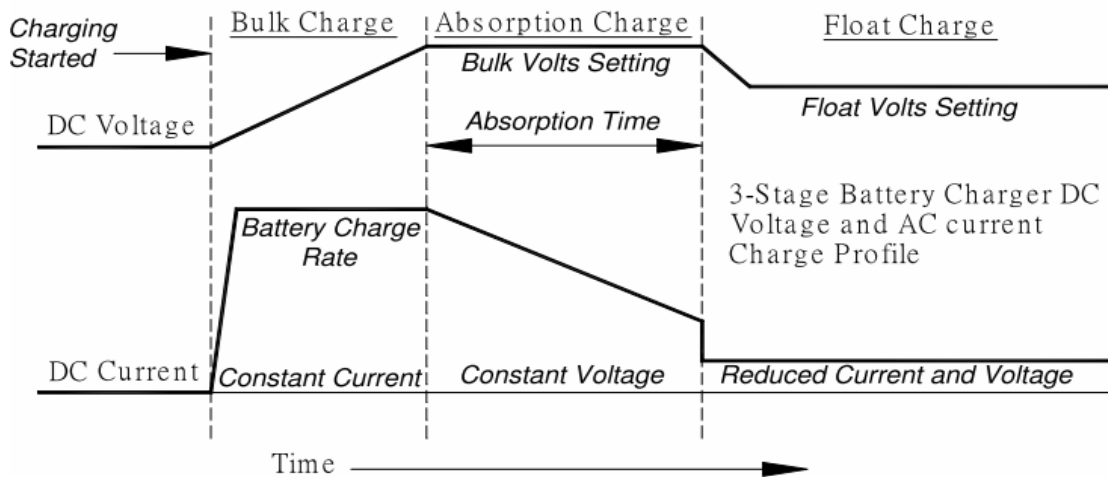 Charging
Started
Bulk Charge
Absorption Charge
Float Charge
Bulk Volts Setting
Float Volts Setting
DC Voltage
Absorption Time
3-Stage Battery Charger DC
Voltage and AC current
Charge Profile
Battery Charge
Rate
DC Current
Constant Current
Constant Voltage
Reduced Current and Voltage
Time